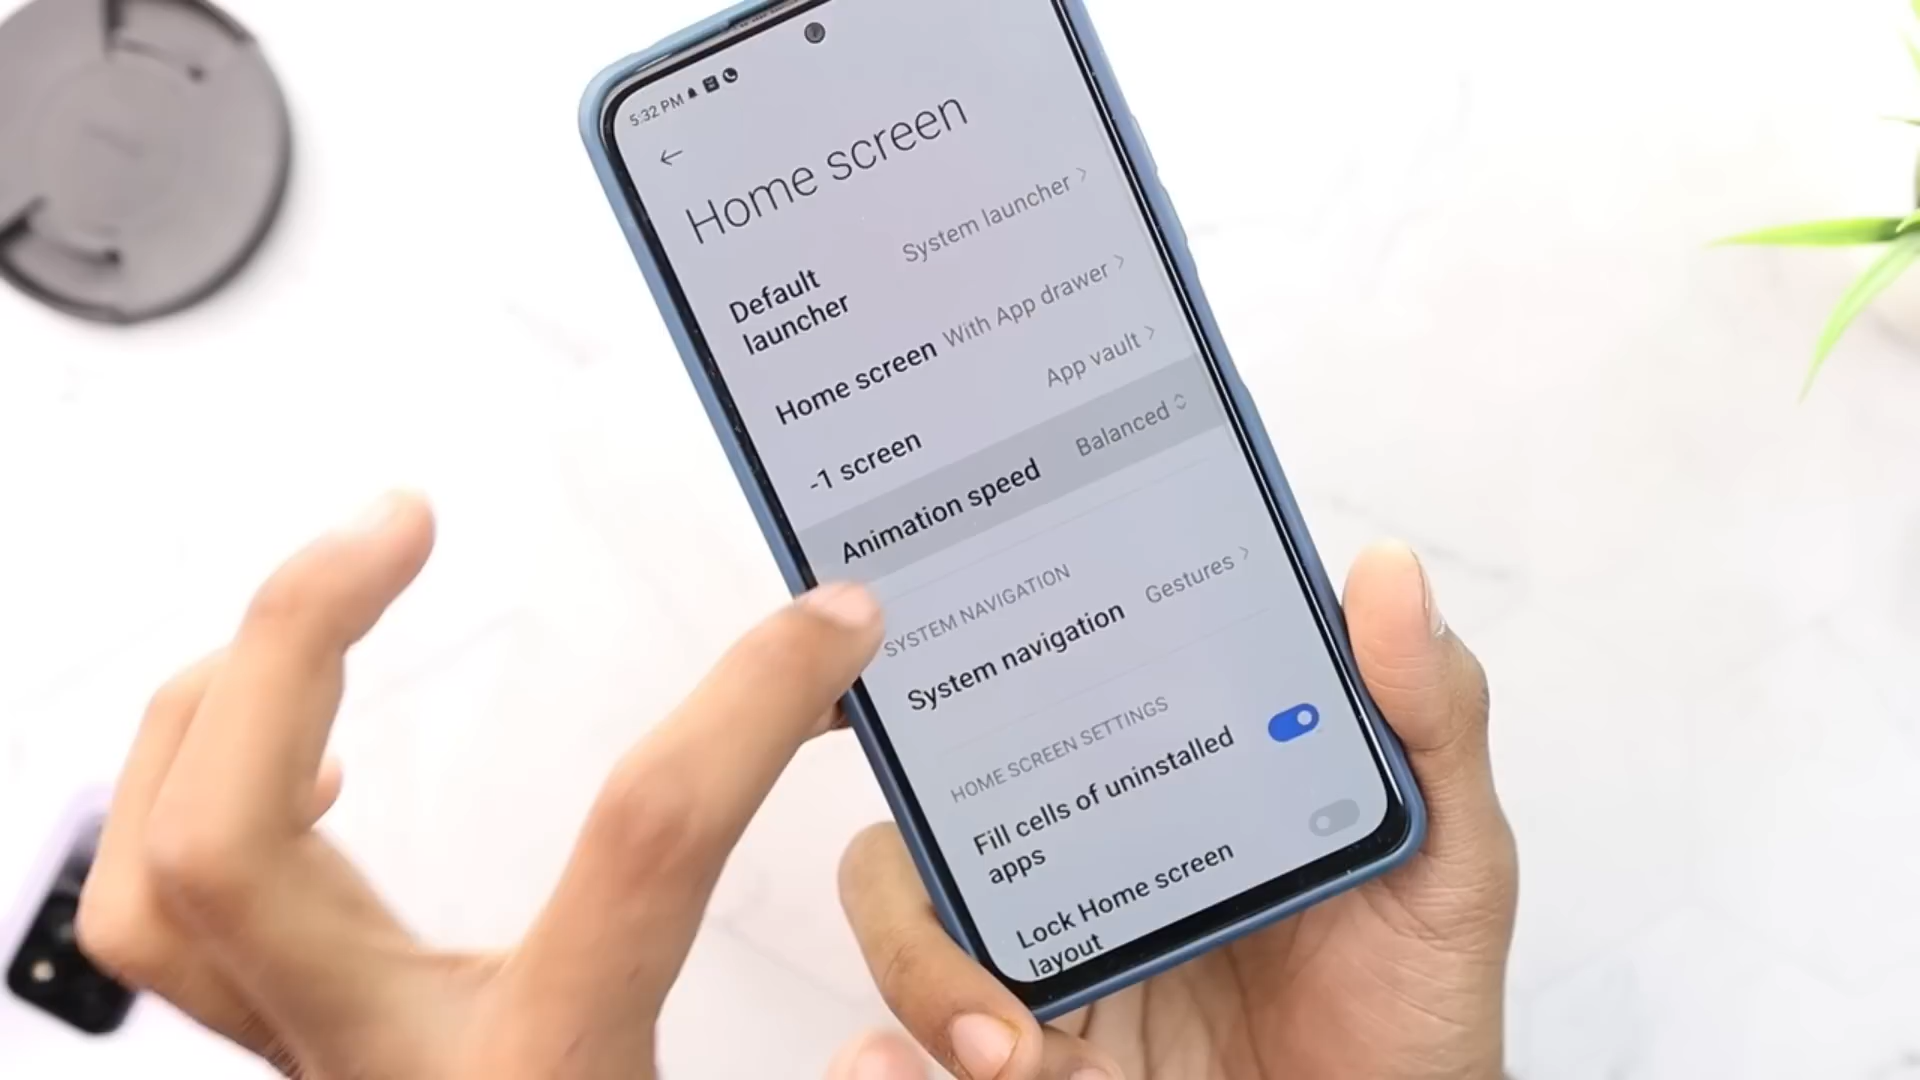 5:32 PM
Home screen
Default launcher
System launcher
Home screen
With App drawer
-1 screen
App vault
Animation speed
Balanced
SYSTEM NAVIGATION
System navigation
Gestures
HOME SCREEN SETTINGS
Fill cells of uninstalled
apps
Lock Home screen
layout